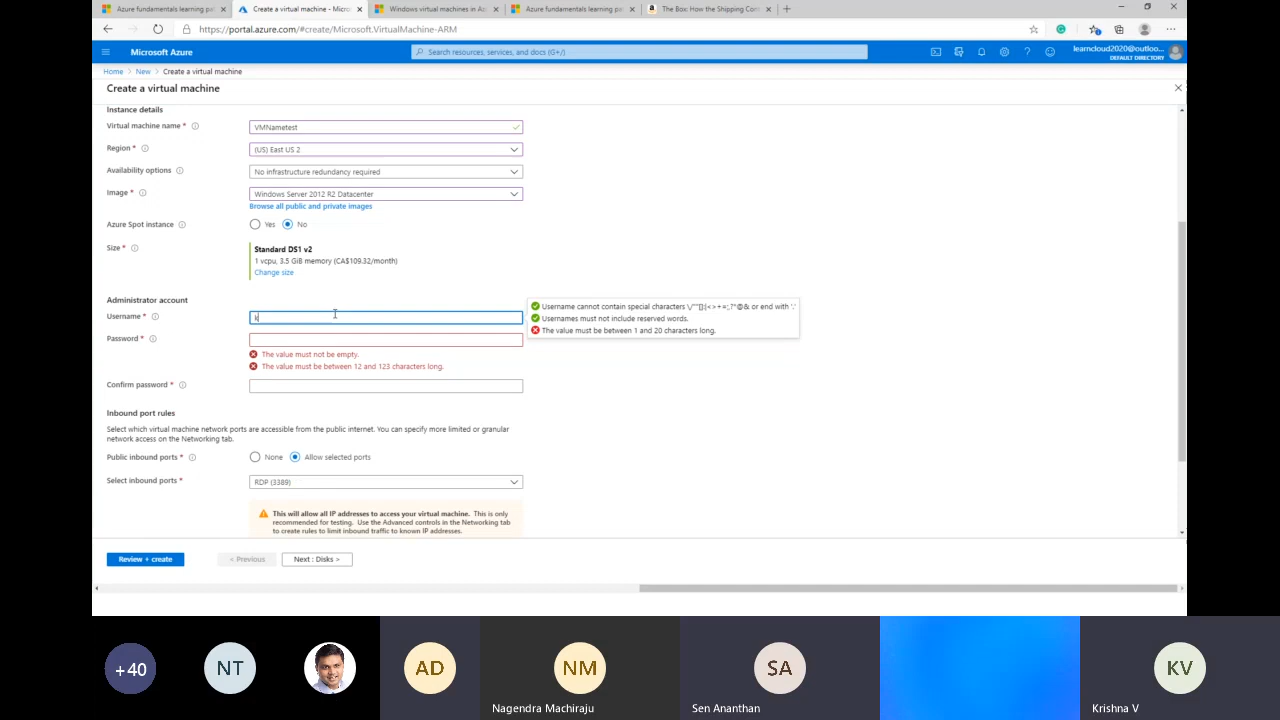 Azure fundamentals learning pa
Create a virtual machine - Micros
Windows virtual machines in Az
Azure fundamentals learning pa
The Box: How the Shipping Cont
https://portal.azure.com/#create/Microsoft.VirtualMachine-ARM
Microsoft Azure
Search resources, services, and docs (G+/)
learncloud2020@outloo...
DEFAULT DIRECTORY
Home > New > Create a virtual machine
Create a virtual machine
Instance details
Virtual machine name * VMNametest
Region * (US) East US 2
Availability options No infrastructure redundancy required
Image * Windows Server 2012 R2 Datacenter
Browse all public and private images
Azure Spot instance Yes No
Size * Standard DS1 v2
1 vcpu, 3.5 GiB memory (CA$109.32/month)
Change size
Administrator account
Username cannot contain special characters \/""[]:|<>+=;,?*@& or end with '.'
Username *
Usernames must not include reserved words.
The value must be between 1 and 20 characters long.
Password *
The value must not be empty.
The value must be between 12 and 123 characters long.
Confirm password *
Inbound port rules
Select which virtual machine network ports are accessible from the public internet. You can specify more limited or granular
network access on the Networking tab.
Public inbound ports * None Allow selected ports
Select inbound ports * RDP (3389)
This will allow all IP addresses to access your virtual machine. This is only
recommended for testing. Use the Advanced controls in the Networking tab
to create rules to limit inbound traffic to known IP addresses.
Review + create
< Previous
Next : Disks >
+40
NT
AD
NM
SA
KV
Nagendra Machiraju
Sen Ananthan
Krishna V